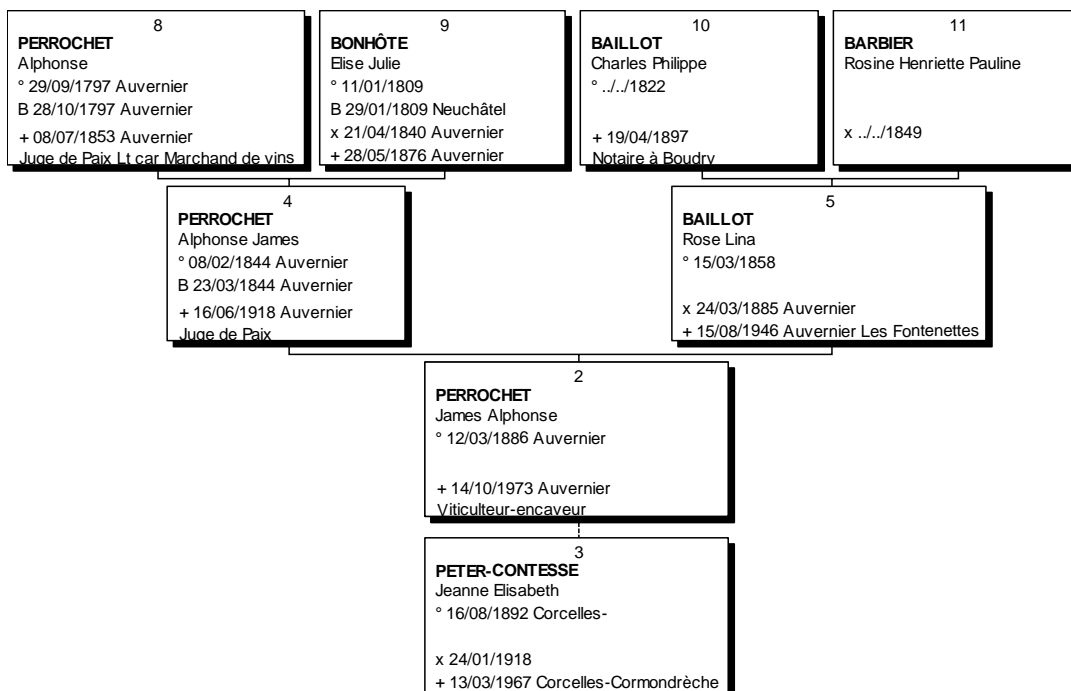 8
PERROCHET
Alphonse
° 29/09/1797 Auvernier
B 28/10/1797 Auvernier
+ 08/07/1853 Auvernier
Juge de Paix Lt car Marchand de vins
9
BONHÔTE
Elise Julie
° 11/01/1809
B 29/01/1809 Neuchâtel
x 21/04/1840 Auvernier
+ 28/05/1876 Auvernier
10
BAILLOT
Charles Philippe
° ../../1822
+ 19/04/1897
Notaire à Boudry
11
BARBIER
Rosine Henriette Pauline
x ../../1849
4
PERROCHET
Alphonse James
° 08/02/1844 Auvernier
B 23/03/1844 Auvernier
+ 16/06/1918 Auvernier
Juge de Paix
5
BAILLOT
Rose Lina
° 15/03/1858
x 24/03/1885 Auvernier
+ 15/08/1946 Auvernier Les Fontenettes
2
PERROCHET
James Alphonse
° 12/03/1886 Auvernier
+ 14/10/1973 Auvernier
Viticulteur-encaveur
3
PETER-CONTESSE
Jeanne Elisabeth
° 16/08/1892 Corcelles-
x 24/01/1918
+ 13/03/1967 Corcelles-Cormondrèche